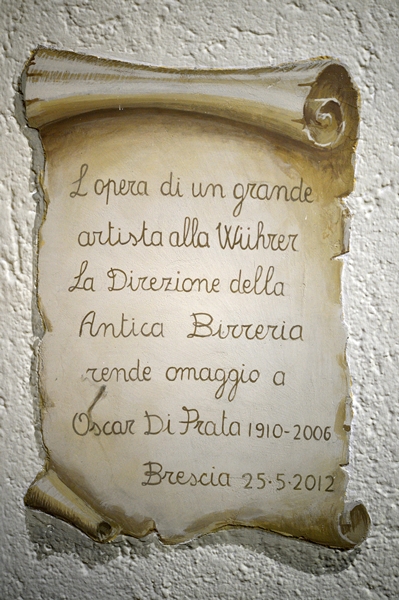 L opera di un grande
artista alla Wührer
La Direzione della
Antica Birreria
rende omaggio a
Oscar Di Prata 1910-2006
Brescia 25·5·2012